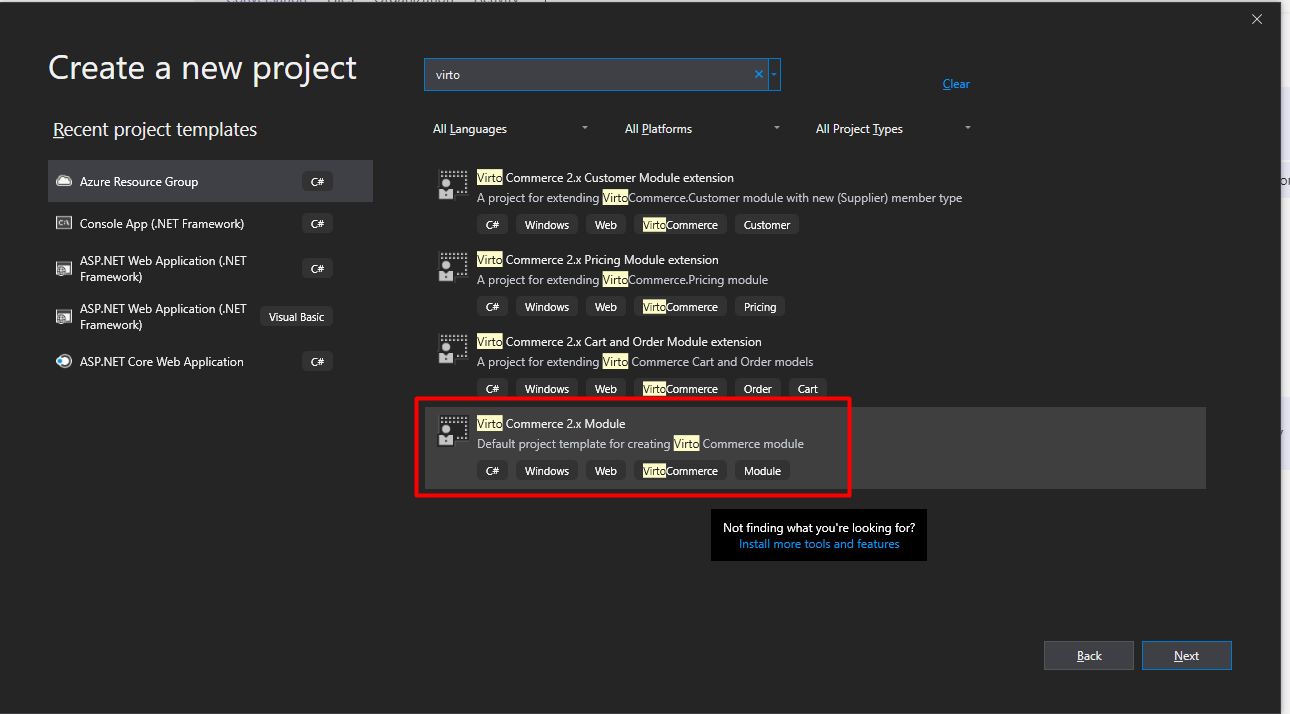 Create a new project
virto
Clear
Recent project templates
All Languages
All Platforms
All Project Types
Azure Resource Group
C#
Console App (.NET Framework)
C#
ASP.NET Web Application (.NET
Framework)
C#
ASP.NET Web Application (.NET
Framework)
Visual Basic
ASP.NET Core Web Application
C#
Virto Commerce 2.x Customer Module extension
A project for extending VirtoCommerce.Customer module with new (Supplier) member type
C# Windows Web VirtoCommerce Customer
Virto Commerce 2.x Pricing Module extension
A project for extending VirtoCommerce.Pricing module
C# Windows Web VirtoCommerce Pricing
Virto Commerce 2.x Cart and Order Module extension
A project for extending Virto Commerce Cart and Order models
C# Windows Web VirtoCommerce Order Cart
Virto Commerce 2.x Module
Default project template for creating Virto Commerce module
C# Windows Web VirtoCommerce Module
Not finding what you're looking for?
Install more tools and features
Back
Next